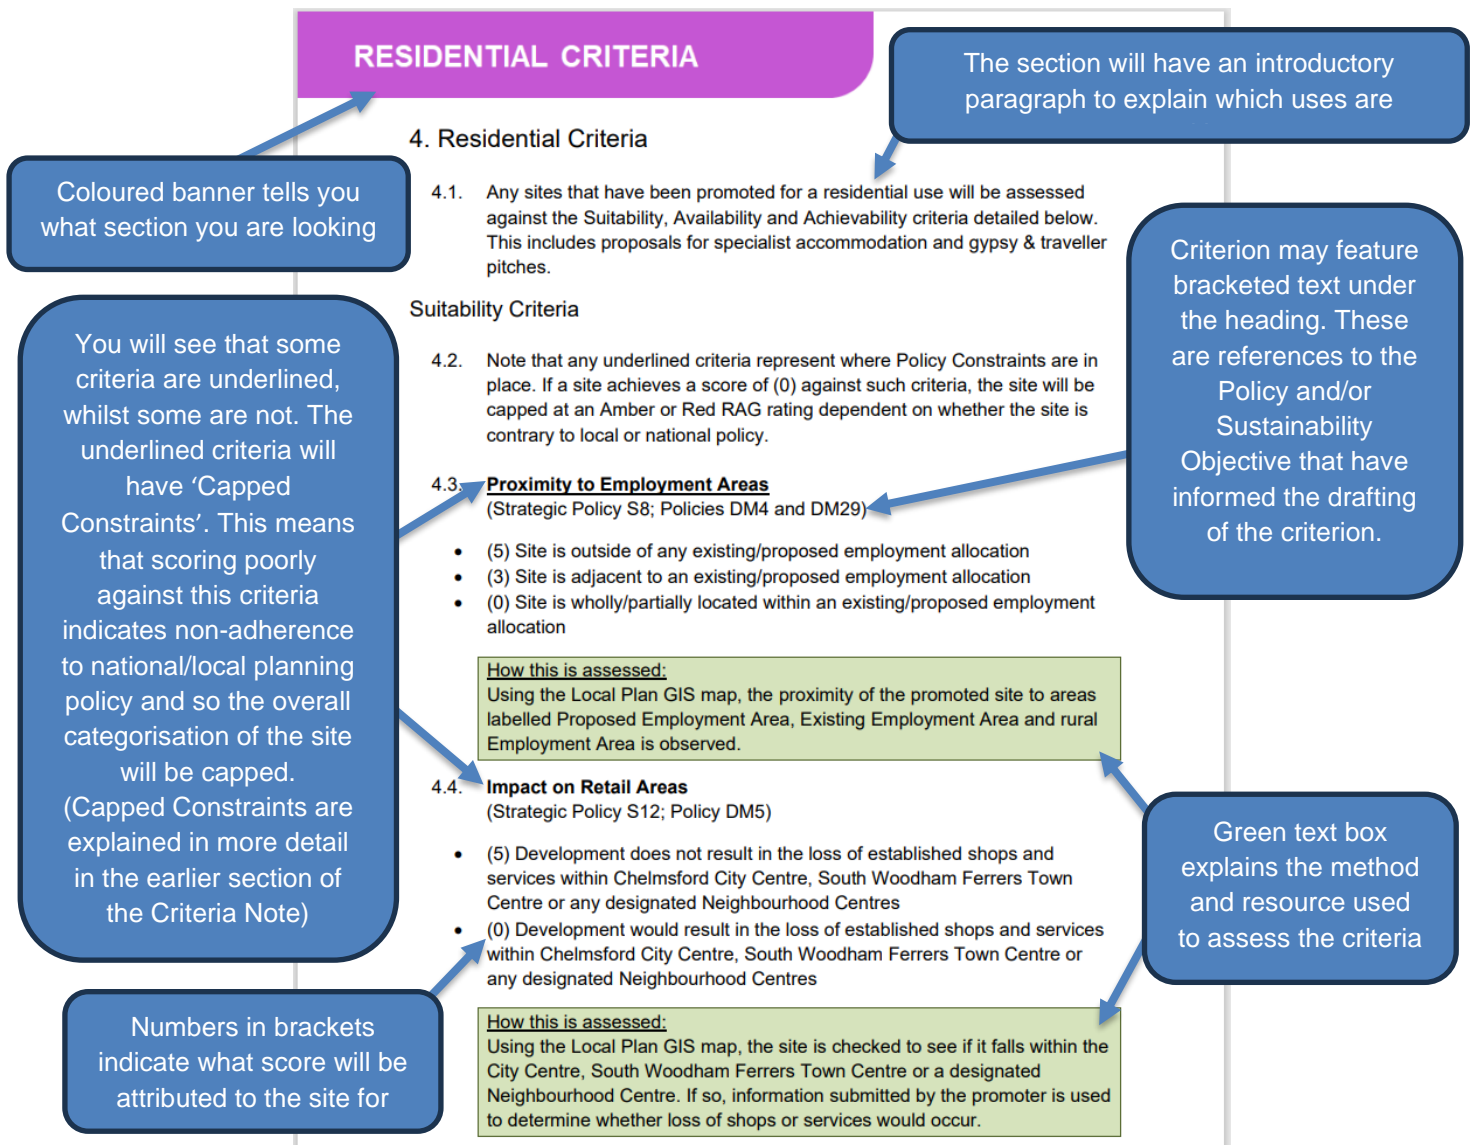 RESIDENTIAL CRITERIA
The section will have an introductory
paragraph to explain which uses are
Coloured banner tells you
what section you are looking
4. Residential Criteria
4.1. Any sites that have been promoted for a residential use will be assessed
against the Suitability, Availability and Achievability criteria detailed below.
This includes proposals for specialist accommodation and gypsy & traveller
pitches.
Criterion may feature
bracketed text under
the heading. These
are references to the
Policy and/or
Sustainability
Objective that have
informed the drafting
of the criterion.
Suitability Criteria
You will see that some
criteria are underlined,
whilst some are not. The
underlined criteria will
have ‘Capped
Constraints’. This means
that scoring poorly
against this criteria
indicates non-adherence
to national/local planning
policy and so the overall
categorisation of the site
will be capped.
(Capped Constraints are
explained in more detail
in the earlier section of
the Criteria Note)
4.2. Note that any underlined criteria represent where Policy Constraints are in
place. If a site achieves a score of (0) against such criteria, the site will be
capped at an Amber or Red RAG rating dependent on whether the site is
contrary to local or national policy.
4.3. Proximity to Employment Areas
(Strategic Policy S8; Policies DM4 and DM29)
• (5) Site is outside of any existing/proposed employment allocation
• (3) Site is adjacent to an existing/proposed employment allocation
• (0) Site is wholly/partially located within an existing/proposed employment
allocation
How this is assessed:
Using the Local Plan GIS map, the proximity of the promoted site to areas
labelled Proposed Employment Area, Existing Employment Area and rural
Employment Area is observed.
4.4. Impact on Retail Areas
(Strategic Policy S12; Policy DM5)
• (5) Development does not result in the loss of established shops and
services within Chelmsford City Centre, South Woodham Ferrers Town
Centre or any designated Neighbourhood Centres
• (0) Development would result in the loss of established shops and services
within Chelmsford City Centre, South Woodham Ferrers Town Centre or
any designated Neighbourhood Centres
Green text box
explains the method
and resource used
to assess the criteria
Numbers in brackets
indicate what score will be
attributed to the site for
How this is assessed:
Using the Local Plan GIS map, the site is checked to see if it falls within the
City Centre, South Woodham Ferrers Town Centre or a designated
Neighbourhood Centre. If so, information submitted by the promoter is used
to determine whether loss of shops or services would occur.